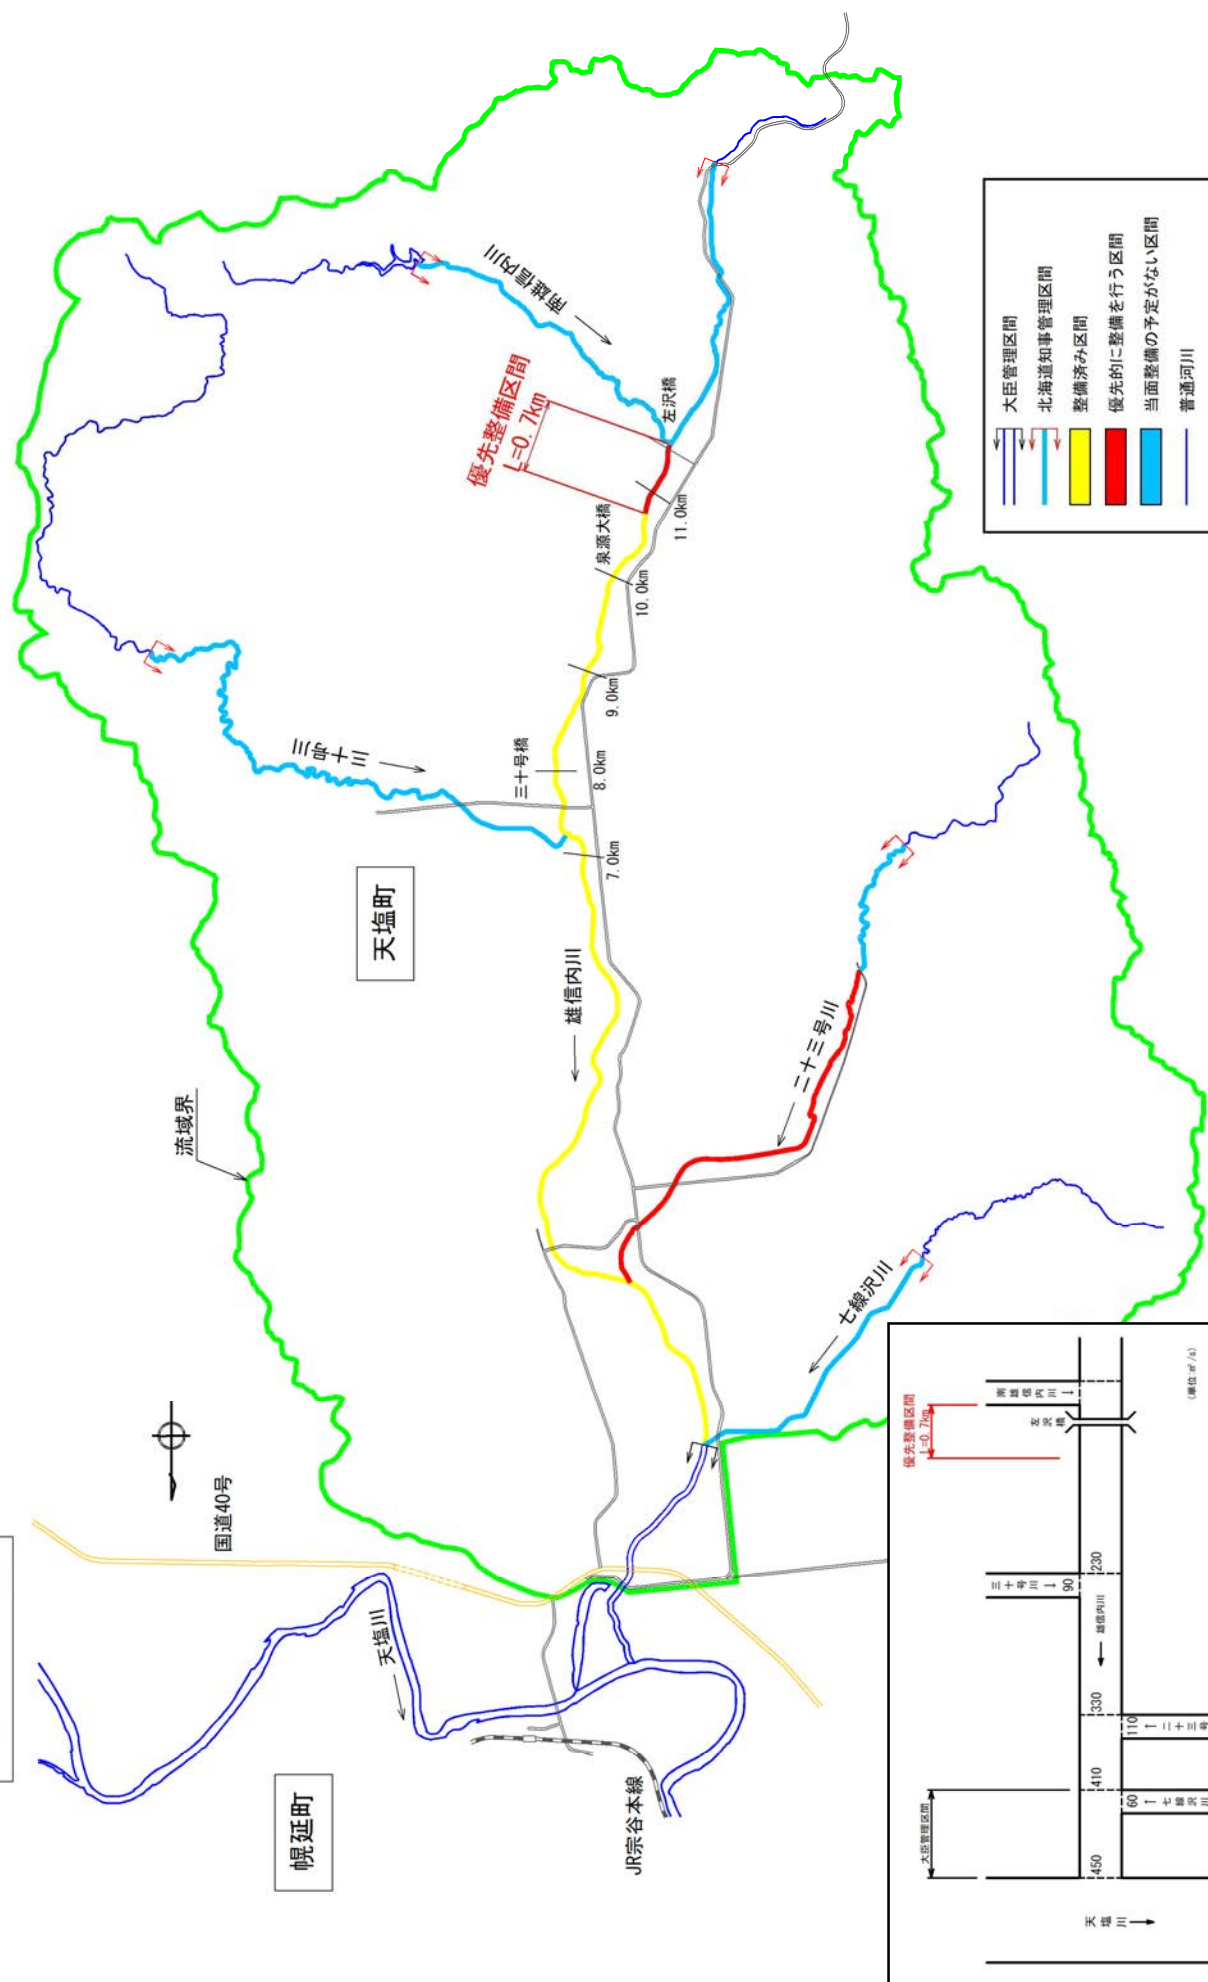 国道40号
流域界
天塩町
幌延町
天塩川
JR宗谷本線
雄信内川
三十号川
三十号橋
南雄信内川
優先整備区間
L=0.7km
左沢橋
泉源大橋
7.0km
8.0km
9.0km
10.0km
11.0km
二十三号川
七線沢川
大臣管理区間
北海道知事管理区間
整備済み区間
優先的に整備を行う区間
当面整備の予定がない区間
普通河川
優先整備区間
L=0.7km
南雄信内川
左沢橋
三十号川
90
230
雄信内川
330
110
二十三号
410
60
七線沢川
大臣管理区間
450
天塩川
(単位:㎥/s)